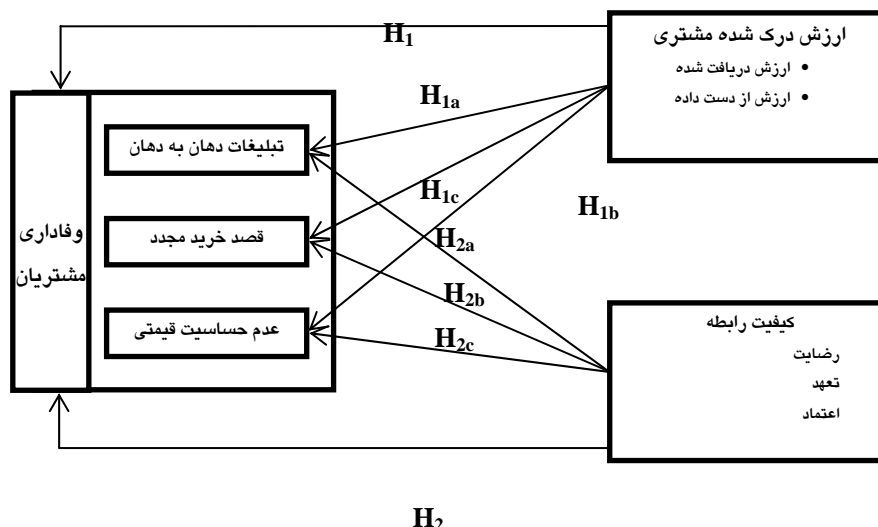 H1
ارزش درک شده مشتری
• ارزش دریافت شده
• ارزش از دست داده
H1a
تبلیغات دهان به دهان
H1c
H1b
وفاداری
مشتریان
قصد خرید مجدد
H2a
H2b
عدم حساسیت قیمتی
H2c
کیفیت رابطه
رضایت
تعهد
اعتماد
H2